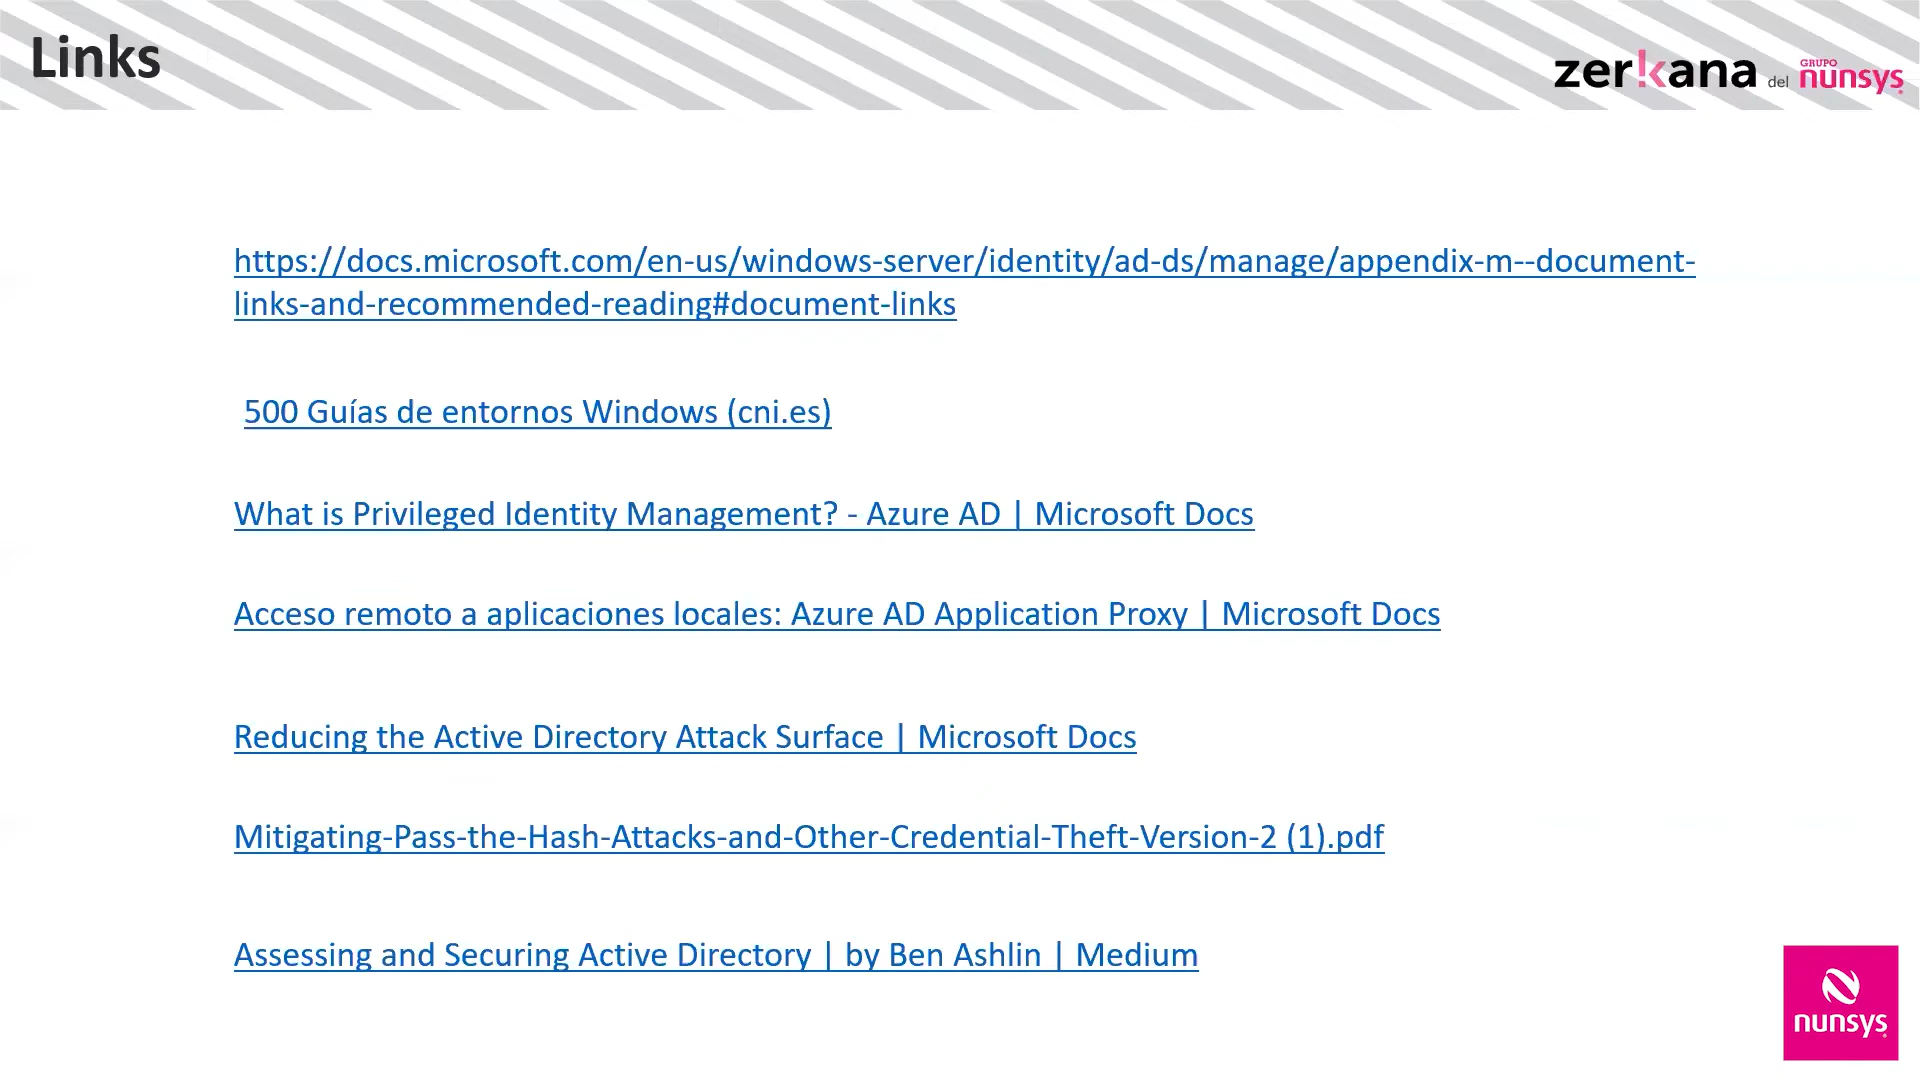 Links
zer!kana del GRUPO nunsys
https://docs.microsoft.com/en-us/windows-server/identity/ad-ds/manage/appendix-m--document-
links-and-recommended-reading#document-links
500 Guías de entornos Windows (cni.es)
What is Privileged Identity Management? - Azure AD | Microsoft Docs
Acceso remoto a aplicaciones locales: Azure AD Application Proxy | Microsoft Docs
Reducing the Active Directory Attack Surface | Microsoft Docs
Mitigating-Pass-the-Hash-Attacks-and-Other-Credential-Theft-Version-2 (1).pdf
Assessing and Securing Active Directory | by Ben Ashlin | Medium
nunsys